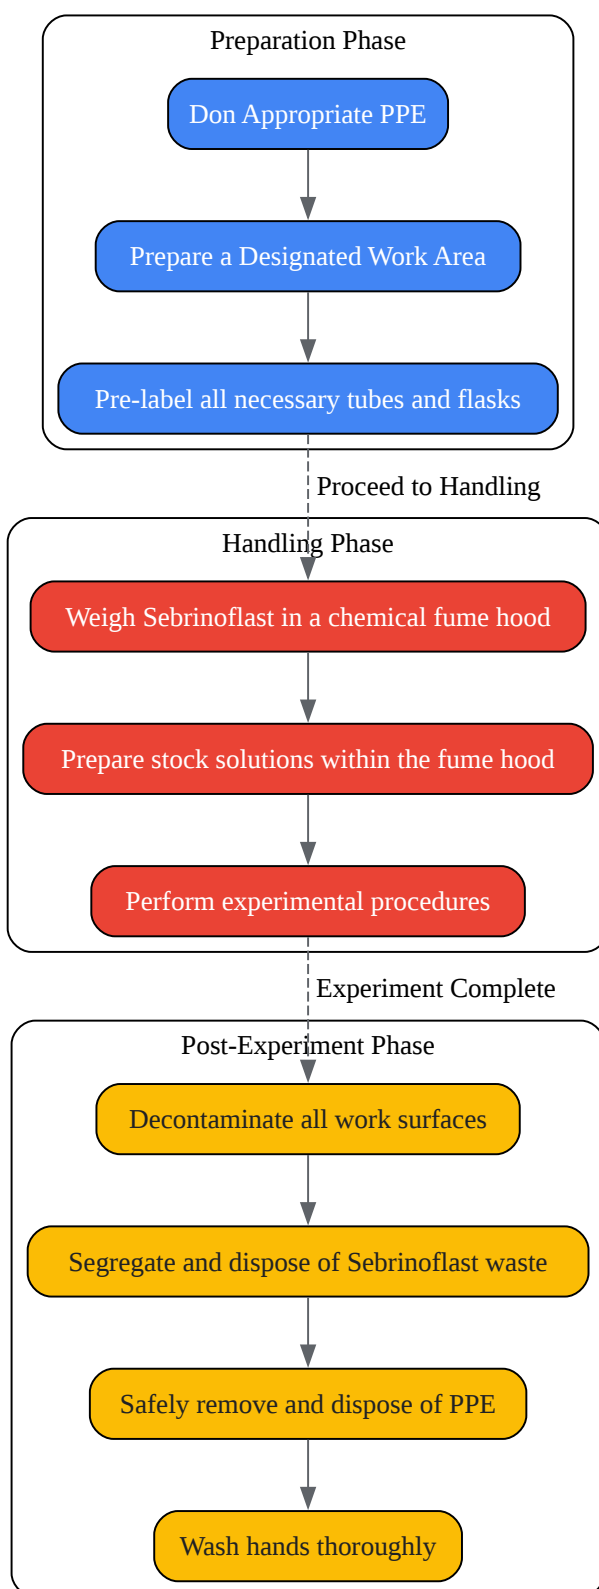 Preparation Phase
Don Appropriate PPE
Prepare a Designated Work Area
Pre-label all necessary tubes and flasks
Proceed to Handling
Handling Phase
Weigh Sebrinoflast in a chemical fume hood
Prepare stock solutions within the fume hood
Perform experimental procedures
Experiment Complete
Post-Experiment Phase
Decontaminate all work surfaces
Segregate and dispose of Sebrinoflast waste
Safely remove and dispose of PPE
Wash hands thoroughly